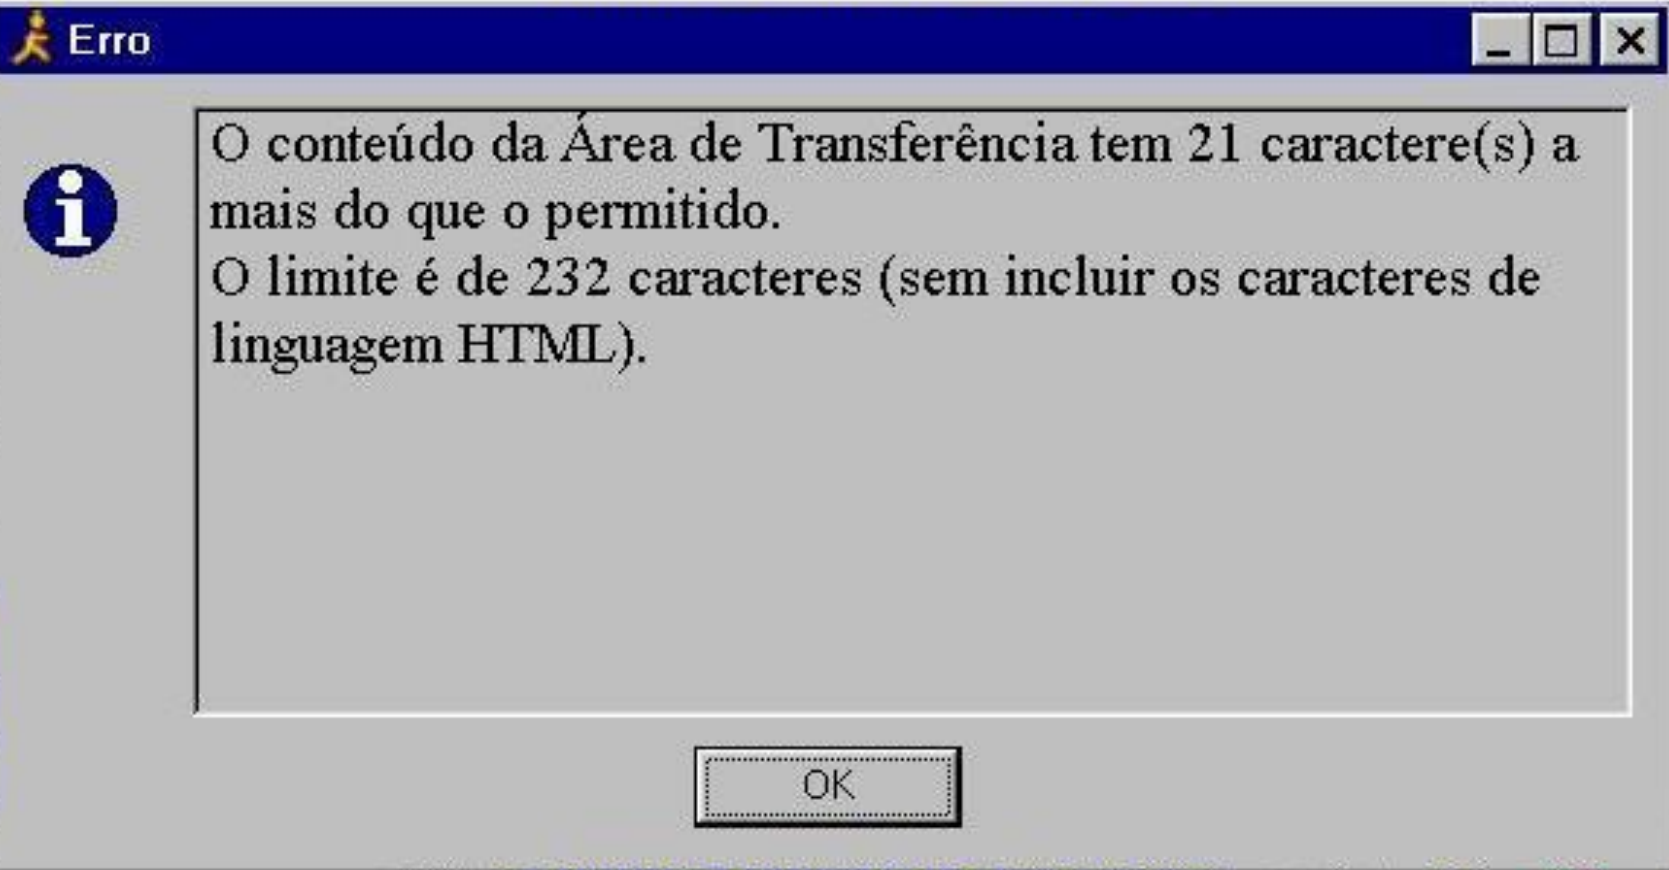 Erro
O conteúdo da Área de Transferência tem 21 caractere(s) a
mais do que o permitido.
O limite é de 232 caracteres (sem incluir os caracteres de
linguagem HTML).
OK